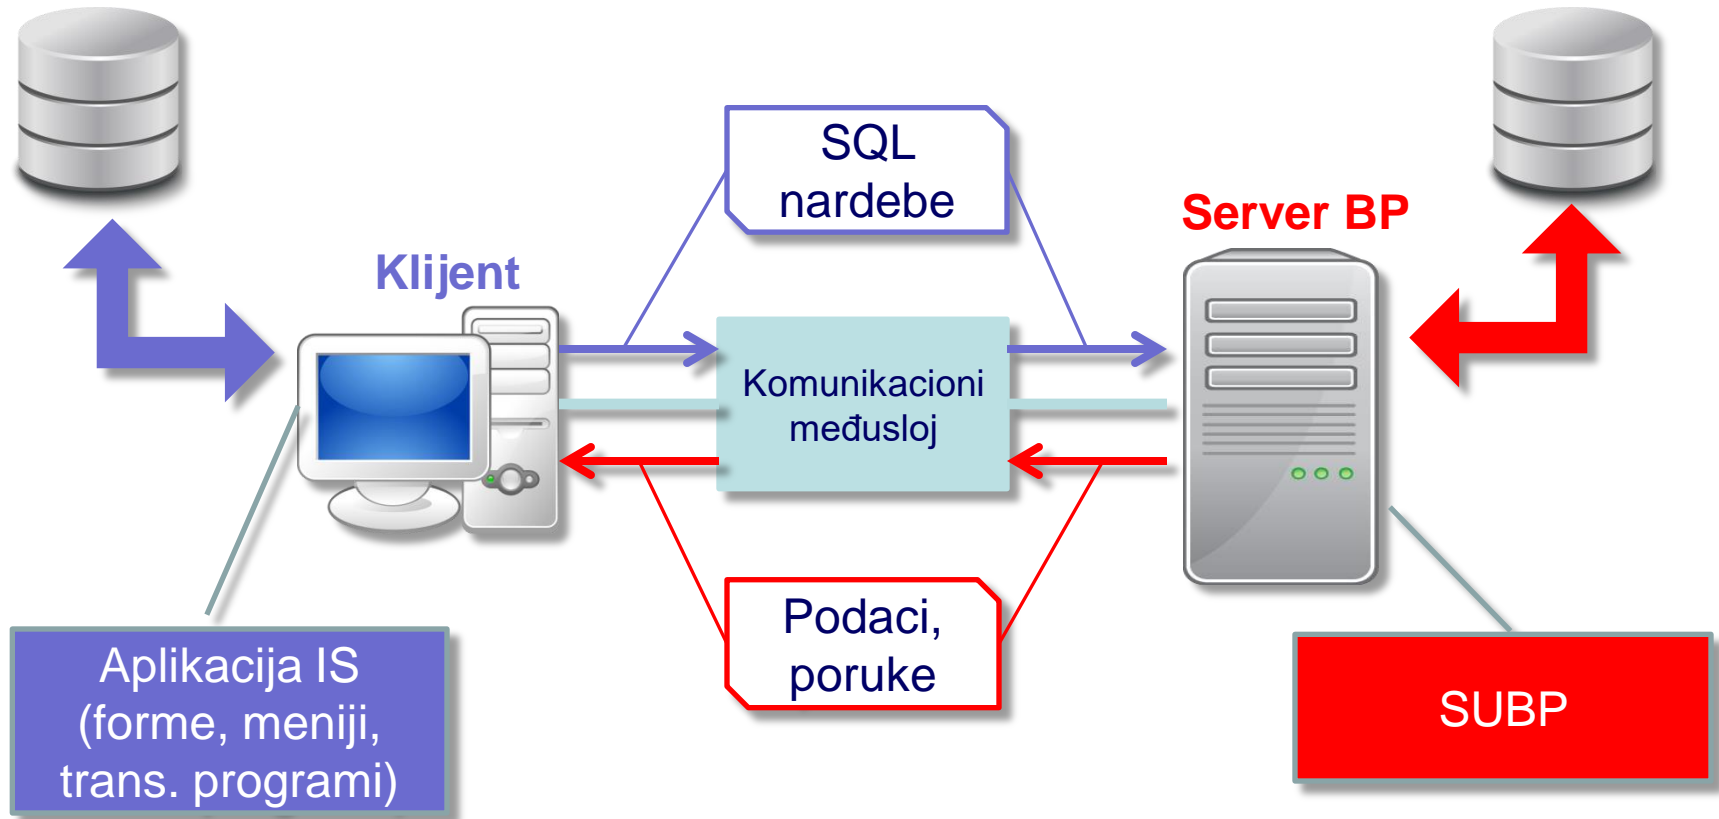 SQL
nardebe
Server BP
Klijent
Komunikacioni
međusloj
Podaci,
poruke
Aplikacija IS
(forme, meniji,
trans. programi)
SUBP